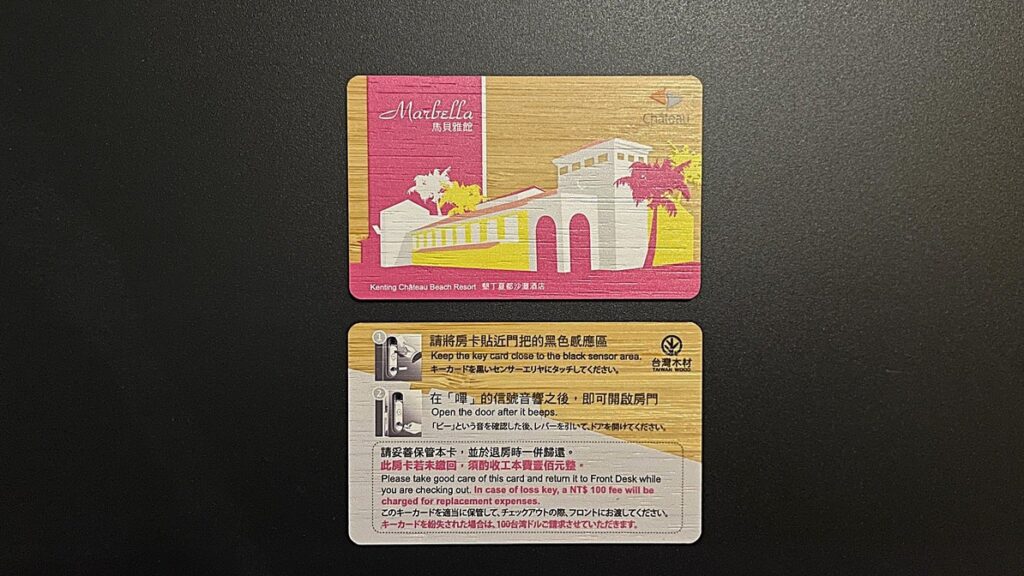 Marbella
馬貝雅館
Château
Kenting Château Beach Resort 墾丁夏都沙灘酒店
1
請將房卡貼近門把的黑色感應區
Keep the key card close to the black sensor area.
キーカードを黒いセンサーエリヤにタッチしてください。
台灣木材
TAIWAN WOOD
2
在「嗶」的信號音響之後，即可開啟房門
Open the door after it beeps.
「ビー」という音を確認した後、レバーを引いて、ドアを開けてください。
請妥善保管本卡，並於退房時一併歸還。
此房卡若未繳回，須酌收工本費壹佰元整。
Please take good care of this card and return it to Front Desk while
you are checking out. In case of loss key, a NT$ 100 fee will be
charged for replacement expenses.
このキーカードを適当に保管して、チェックアウトの際、フロントにお渡してください。
キーカードを紛失された場合は、100台湾ドルご請求させていただきます。